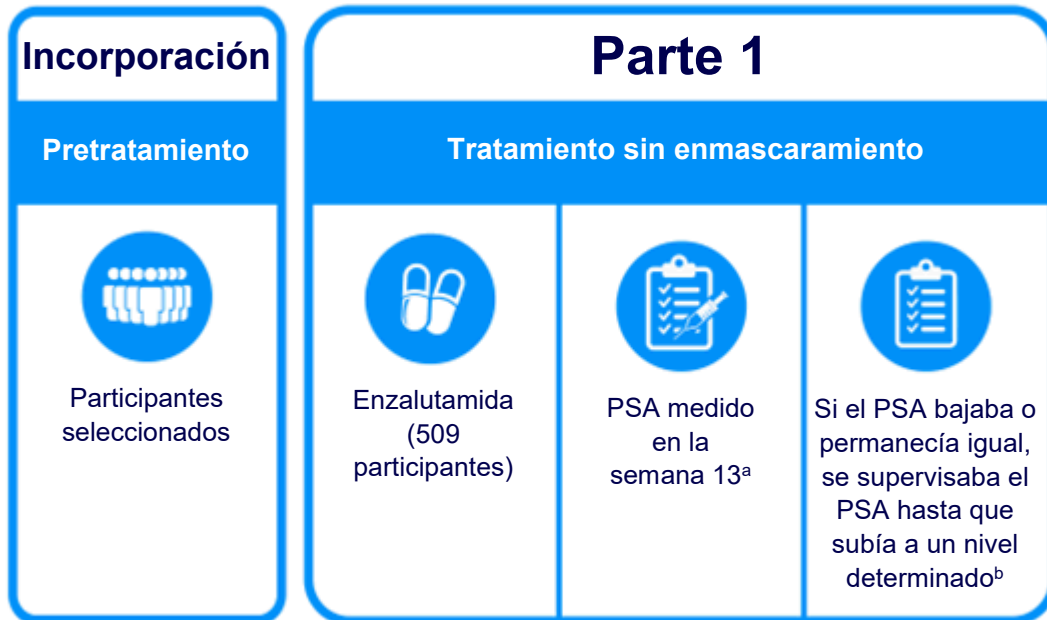 Incorporación
Pretratamiento
Participantes
seleccionados
Parte 1
Tratamiento sin enmascaramiento
Enzalutamida
(509
participantes)
PSA medido
en la
semana 13ª
Si el PSA bajaba o
permanecía igual,
se supervisaba el
PSA hasta que
subía a un nivel
determinadoᵇ